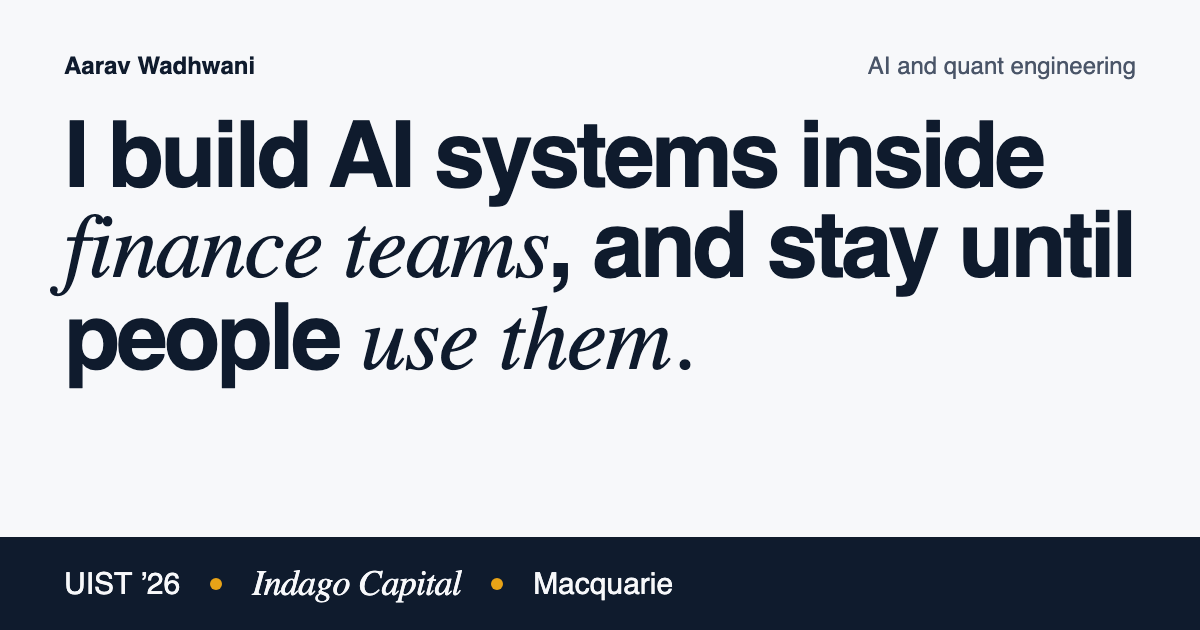 Aarav Wadhwani
AI and quant engineering
I build AI systems inside
finance teams, and stay until
people use them.
UIST ’26 • Indago Capital • Macquarie